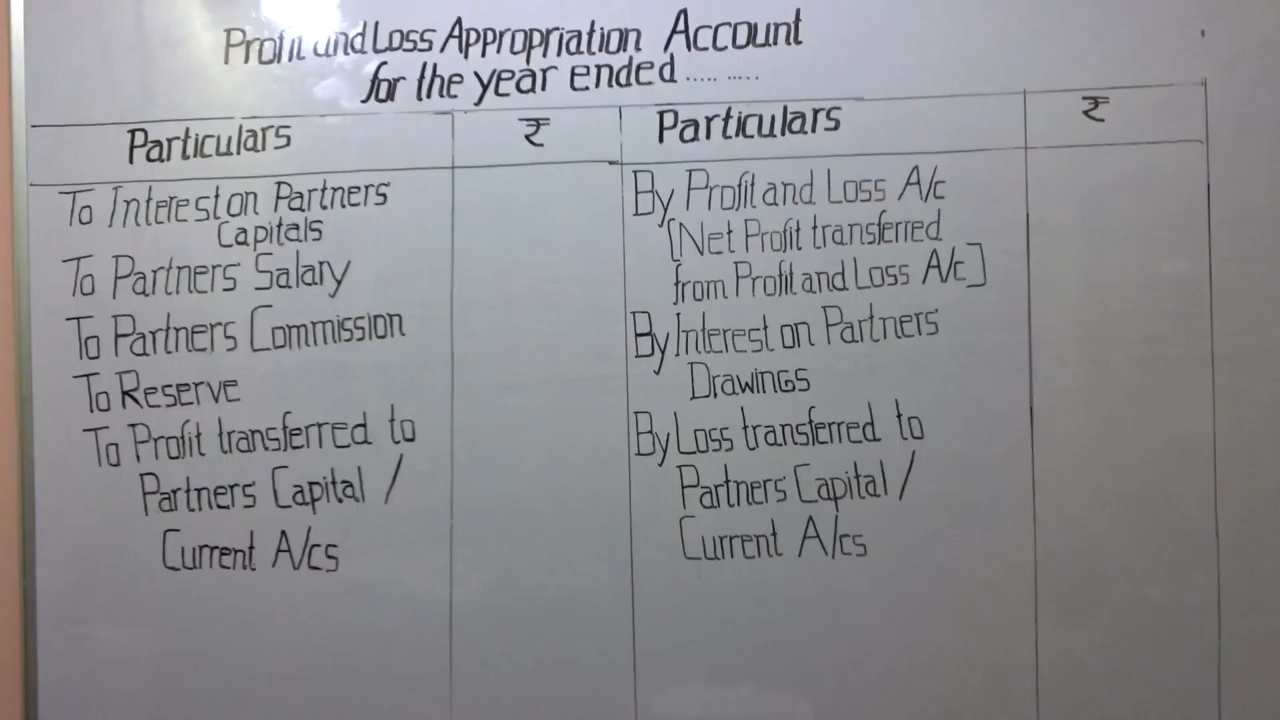 Profit and Loss Appropriation Account
for the year ended ..... .....
Particulars
₹
Particulars
₹
To Interest on Partners
Capitals
To Partners Salary
To Partners Commission
To Reserve
To Profit transferred to
Partners Capital /
Current A/cs
By Profit and Loss A/c
[Net Profit transferred
from Profit and Loss A/c]
By Interest on Partners
Drawings
By Loss transferred to
Partners Capital /
Current A/cs